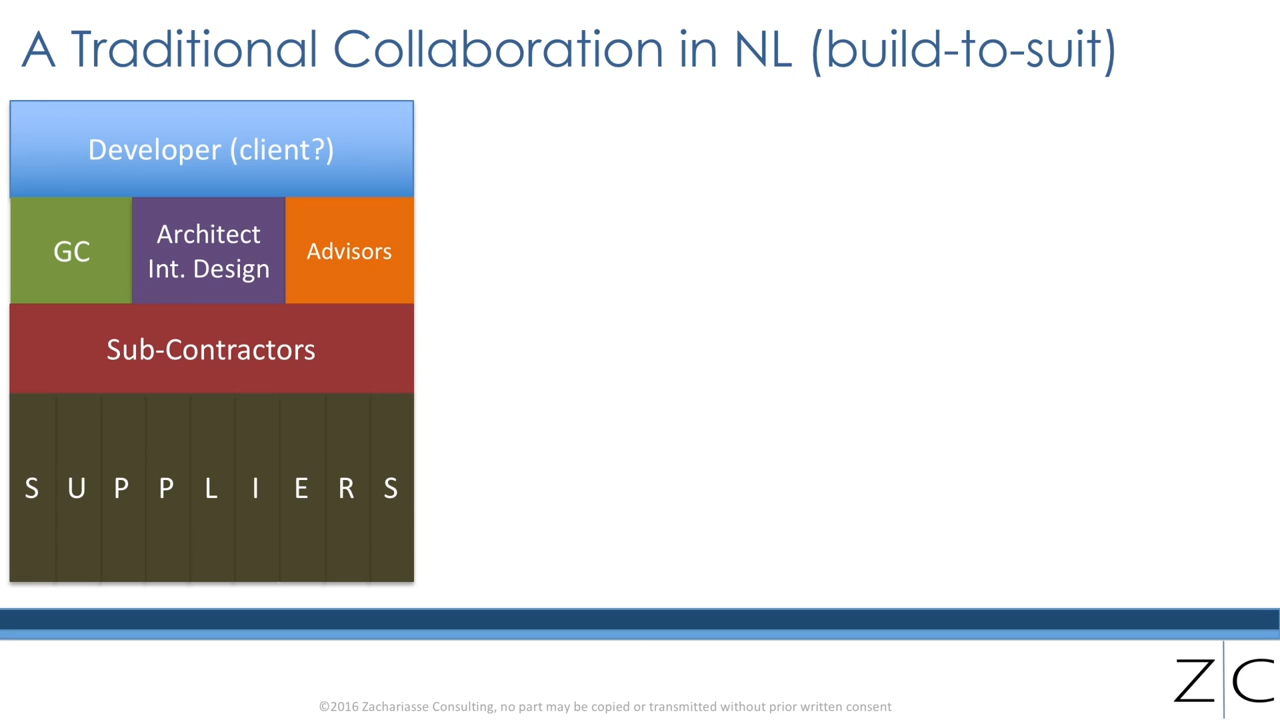 A Traditional Collaboration in NL (build-to-suit)
Developer (client?)
GC
Architect
Int. Design
Advisors
Sub-Contractors
S U P P L I E R S
Z|C
©2016 Zachariasse Consulting, no part may be copied or transmitted without prior written consent